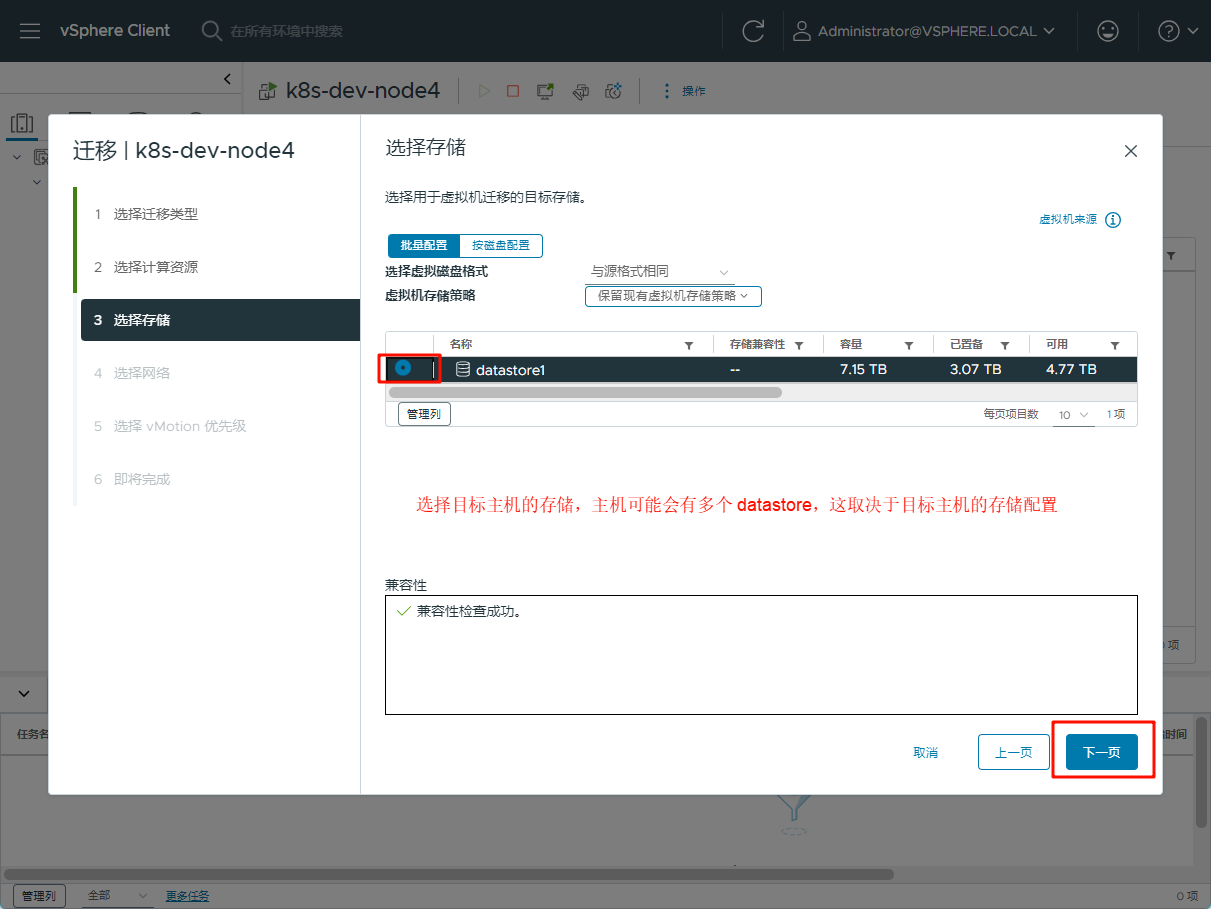 vSphere Client
在所有环境中搜索
Administrator@VSPHERE.LOCAL
k8s-dev-node4
操作
迁移 | k8s-dev-node4
1 选择迁移类型
2 选择计算资源
3 选择存储
4 选择网络
5 选择 vMotion 优先级
6 即将完成
选择存储
选择用于虚拟机迁移的目标存储。
虚拟机来源
批量配置 按磁盘配置
选择虚拟磁盘格式 与源格式相同
虚拟机存储策略 保留现有虚拟机存储策略
名称 存储兼容性 容量 已置备 可用
datastore1 -- 7.15 TB 3.07 TB 4.77 TB
管理列 每页项目数 10 1 项
选择目标主机的存储，主机可能会有多个 datastore，这取决于目标主机的存储配置
兼容性
兼容性检查成功。
项
取消 上一页 下一页
任务名 时间
管理列 全部 更多任务 0 项